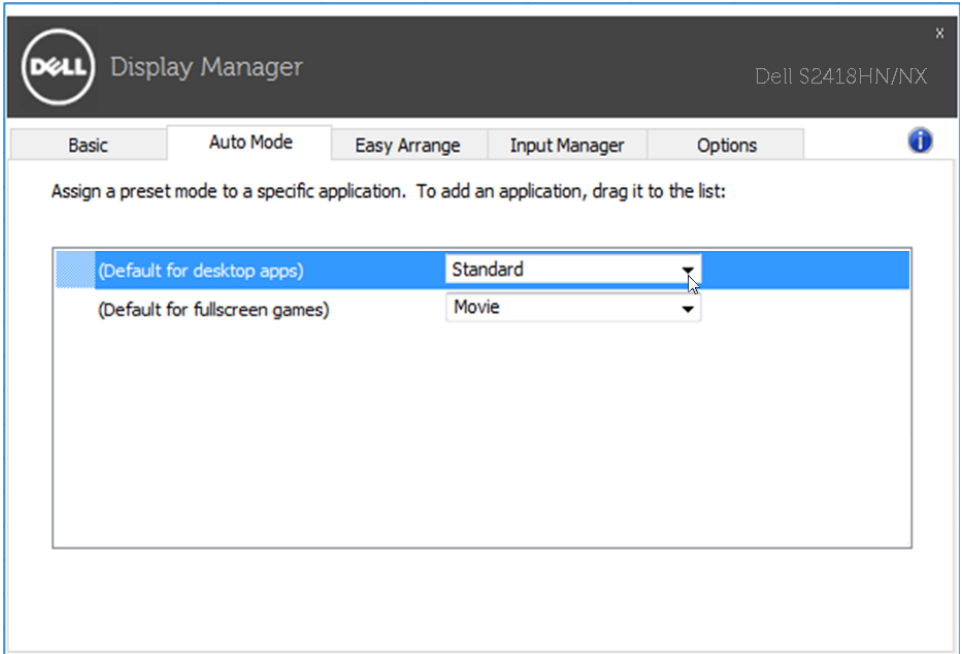 x
DELL Display Manager
Dell S2418HN/NX
Basic Auto Mode Easy Arrange Input Manager Options i
Assign a preset mode to a specific application. To add an application, drag it to the list:
(Default for desktop apps) Standard
(Default for fullscreen games) Movie